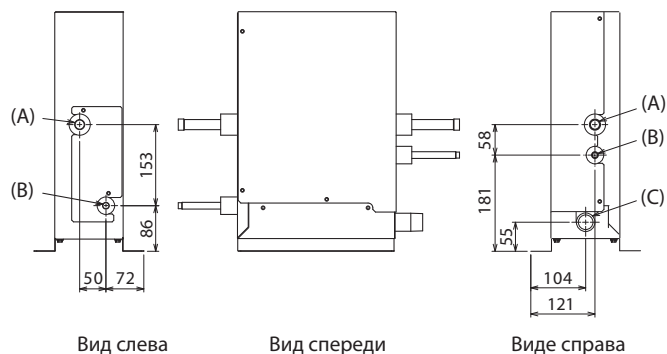 (A)
(B)
153
86
50
72
(A)
(B)
(C)
58
181
55
104
121
Вид слева
Вид спереди
Виде справа